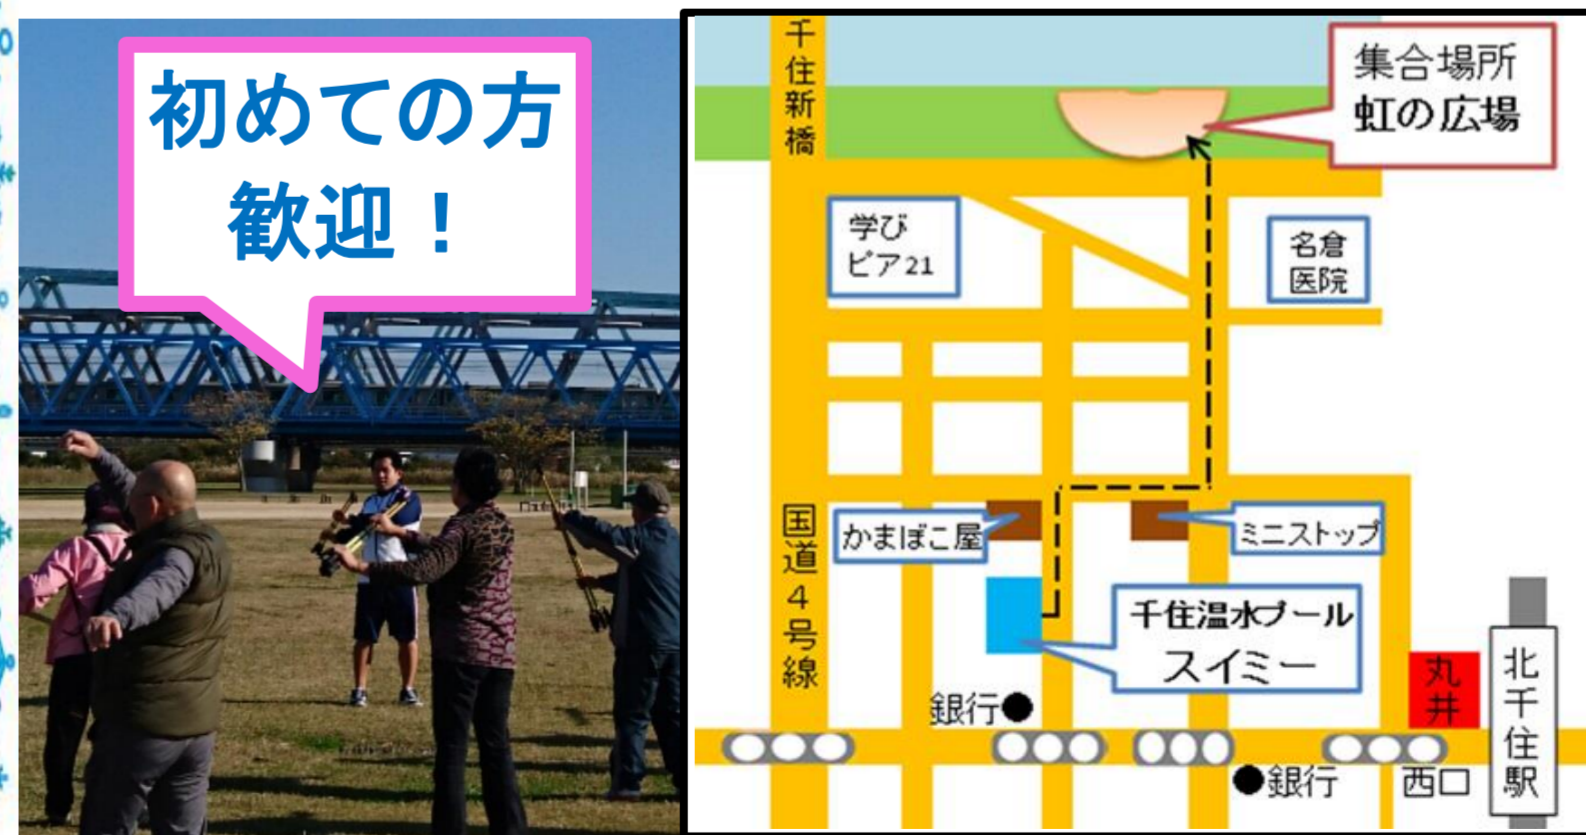 初めての方
歓迎！
千住新橋
集合場所
虹の広場
学び
ピア21
名倉
医院
国道4号線
かまぼこ屋
ミニストップ
千住温水プール
スイミー
銀行
丸井
北千住駅
銀行
西口